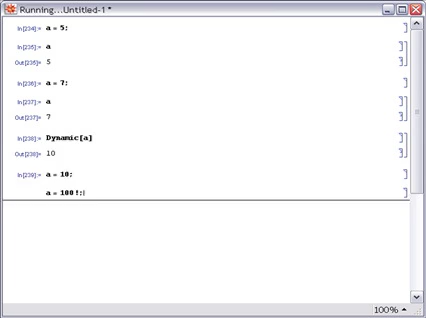 Running...Untitled-1 *
In[234]:= a = 5;
In[235]:= a
Out[235]= 5
In[236]:= a = 7;
In[237]:= a
Out[237]= 7
In[238]:= Dynamic[a]
Out[238]= 10
In[239]:= a = 10;
a = 100!;
100%